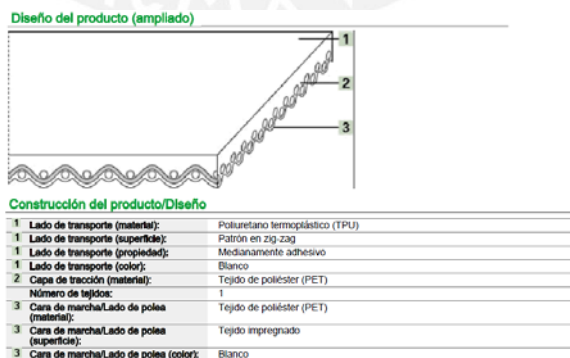 Diseño del producto (ampliado)
1
2
3
Construcción del producto/Diseño
1 Lado de transporte (material): Poliuretano termoplástico (TPU)
1 Lado de transporte (superficie): Patrón en zig-zag
1 Lado de transporte (propiedad): Medianamente adhesivo
1 Lado de transporte (color): Blanco
2 Capa de tracción (material): Tejido de poliéster (PET)
Número de tejidos: 1
3 Cara de marcha/Lado de polea (material): Tejido de poliéster (PET)
3 Cara de marcha/Lado de polea (superficie): Tejido impregnado
3 Cara de marcha/Lado de polea (color): Blanco